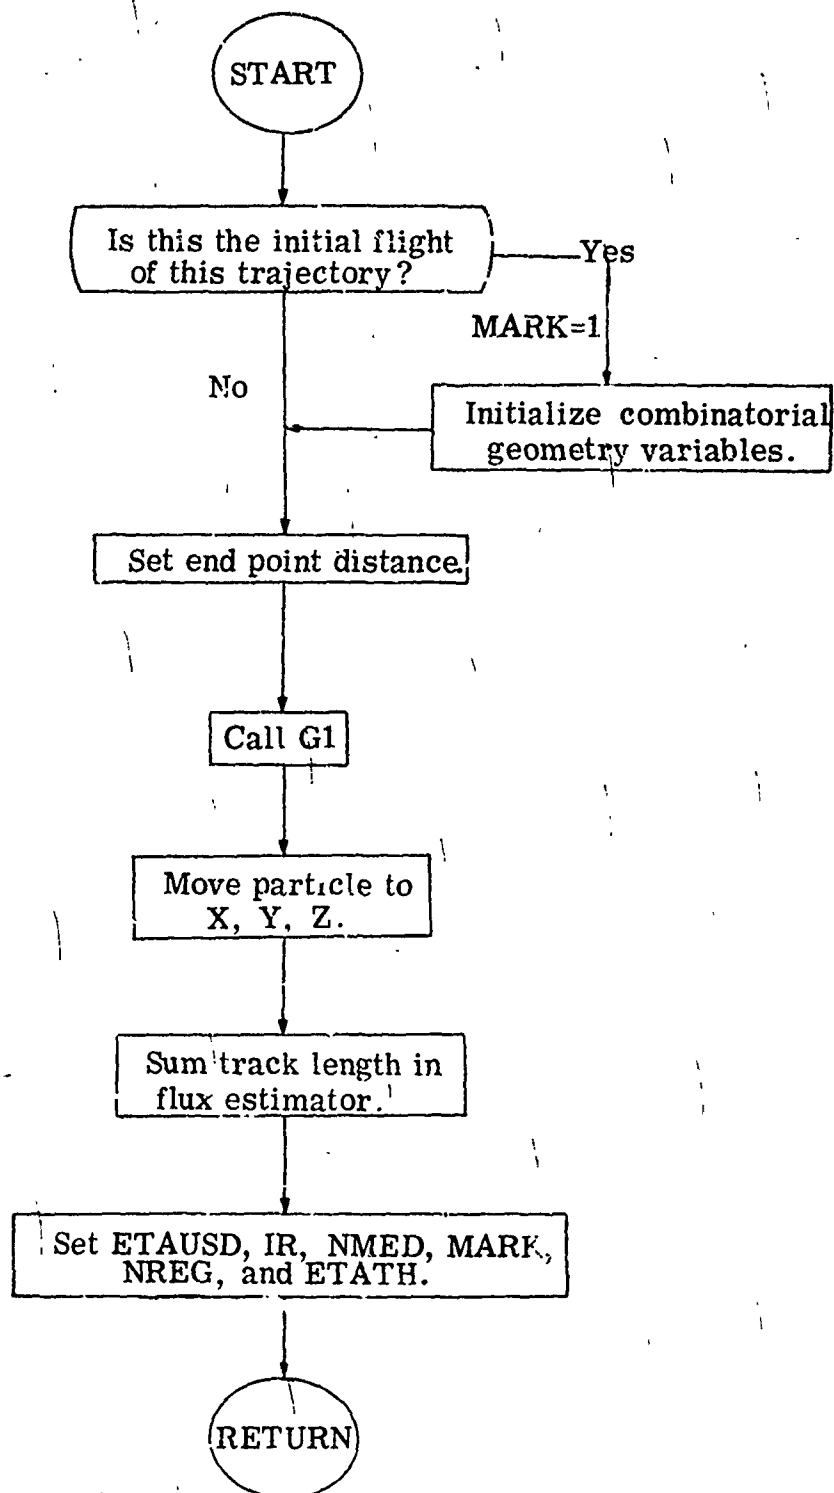 START
Is this the initial flight
of this trajectory?
Yes
MARK=1
No
Initialize combinatorial
geometry variables.
Set end point distance.
Call G1
Move particle to
X, Y, Z.
Sum track length in
flux estimator.
Set ETAUSD, IR, NMED, MARK,
NREG, and ETATH.
RETURN